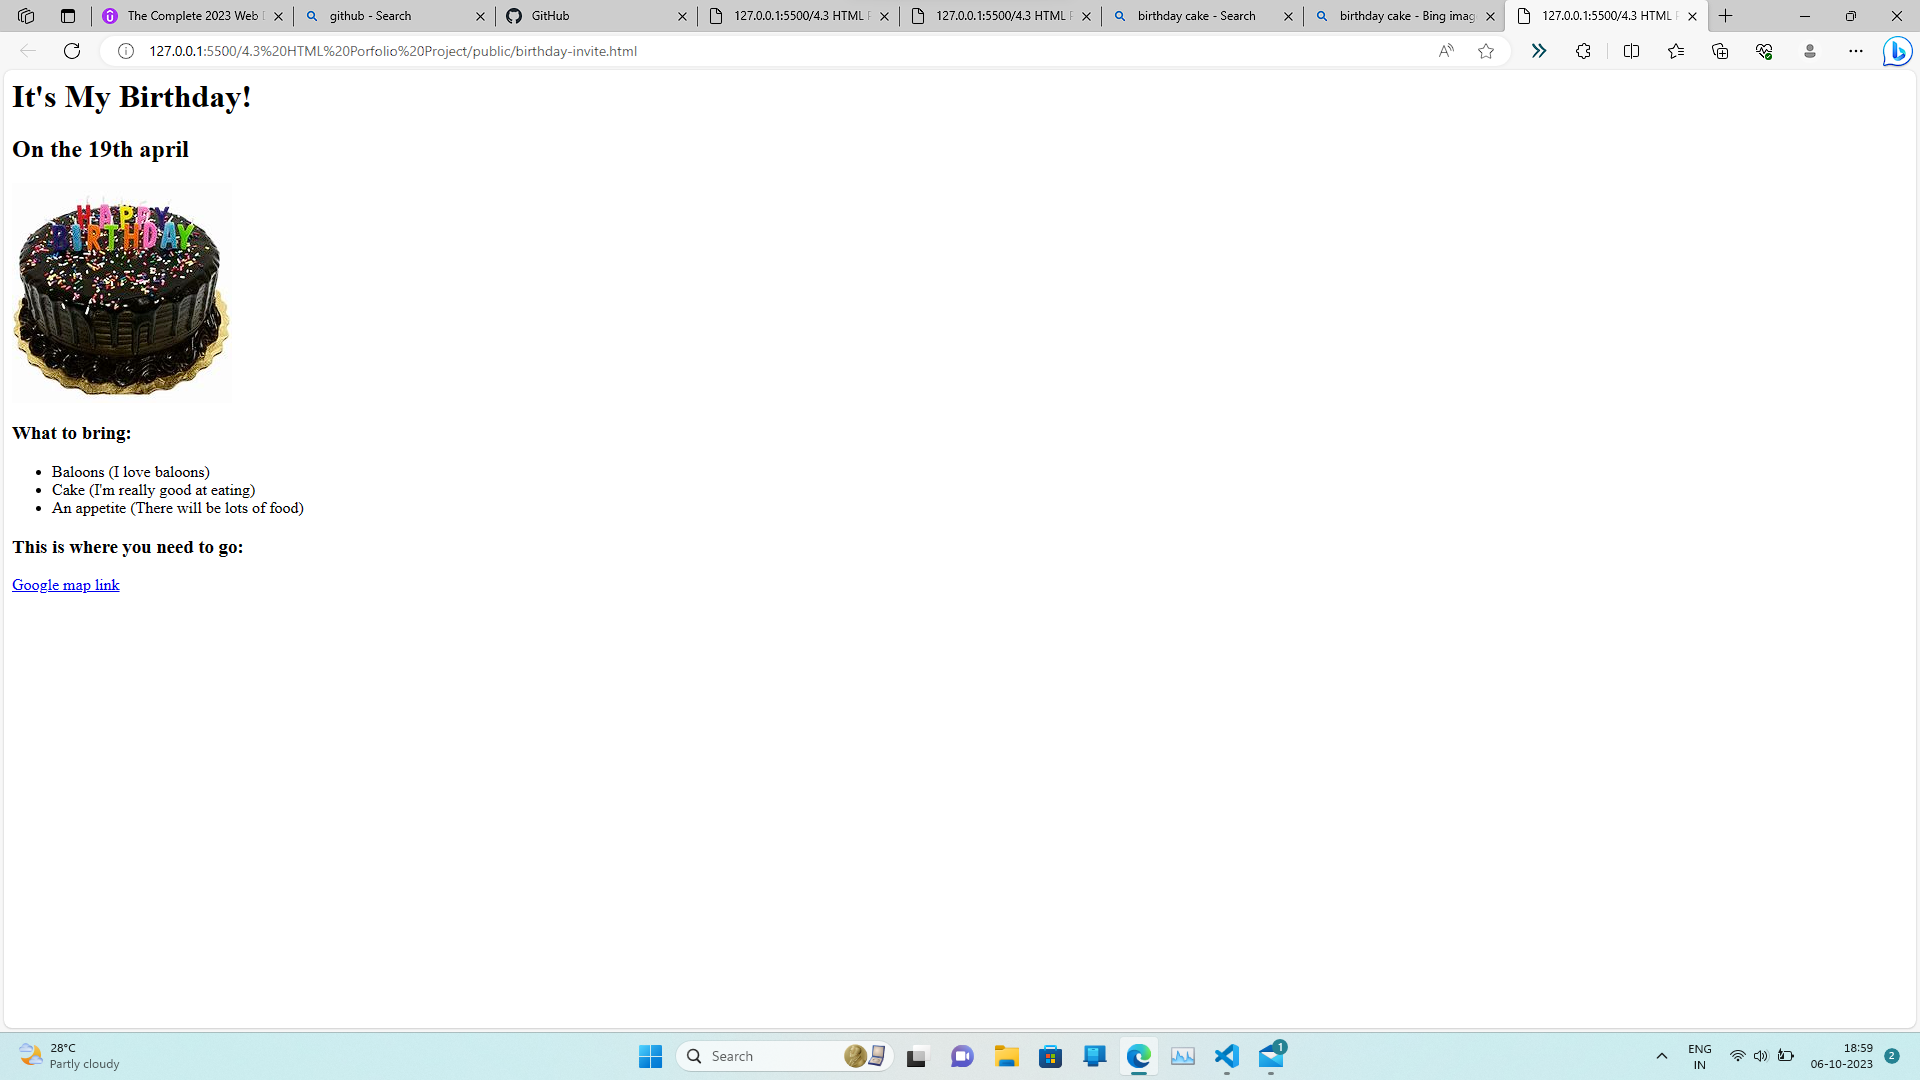 The Complete 2023 Web D
github - Search
GitHub
127.0.0.1:5500/4.3 HTML P
127.0.0.1:5500/4.3 HTML P
birthday cake - Search
birthday cake - Bing imag
127.0.0.1:5500/4.3 HTML P
127.0.0.1:5500/4.3%20HTML%20Porfolio%20Project/public/birthday-invite.html
It's My Birthday!
On the 19th april
HAPPY
BIRTHDAY
What to bring:
• Baloons (I love baloons)
• Cake (I'm really good at eating)
• An appetite (There will be lots of food)
This is where you need to go:
Google map link
28°C
Partly cloudy
Search
1
ENG
IN
18:59
06-10-2023
2